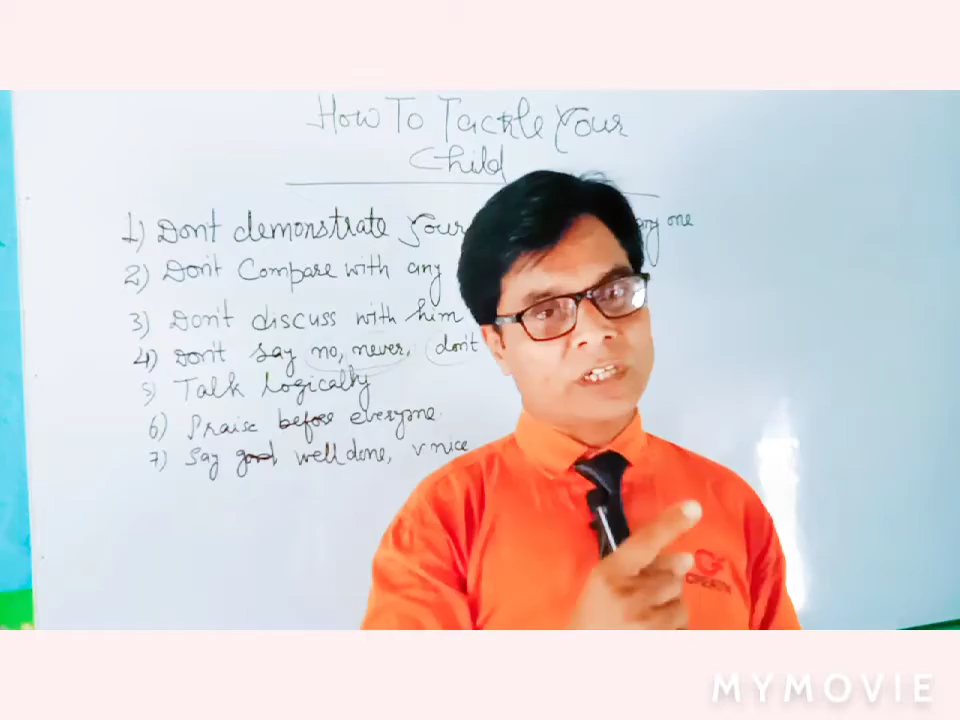 How To Tackle Your
Child
1) Don't demonstrate your any one
2) Don't Compare with any
3) Don't discuss with him
4) Don't say no, never, don't
5) Talk logically
6) Praise before everyone.
7) Say good well done, v nice
MYMOVIE